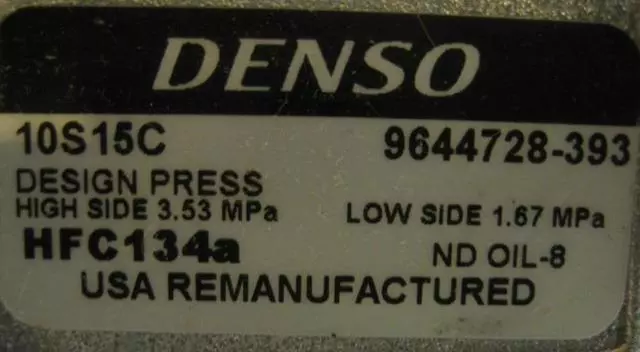 DENSO
10S15C 9644728-393
DESIGN PRESS
HIGH SIDE 3.53 MPa LOW SIDE 1.67 MPa
HFC134a ND OIL-8
USA REMANUFACTURED